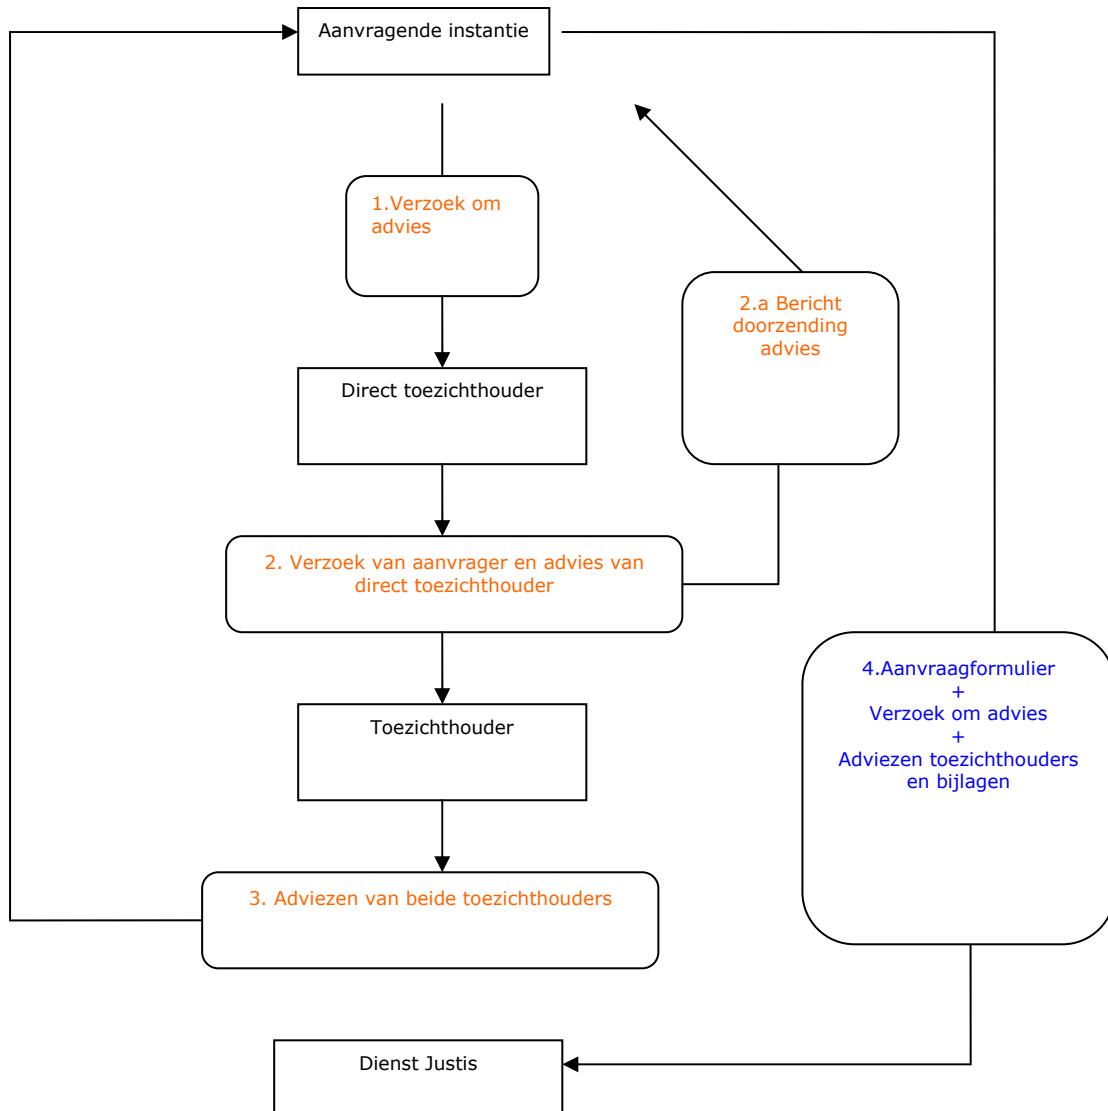 Aanvragende instantie
1.Verzoek om
advies
2.a Bericht
doorzending
advies
Direct toezichthouder
2. Verzoek van aanvrager en advies van
direct toezichthouder
4.Aanvraagformulier
+
Verzoek om advies
+
Adviezen toezichthouders
en bijlagen
Toezichthouder
3. Adviezen van beide toezichthouders
Dienst Justis